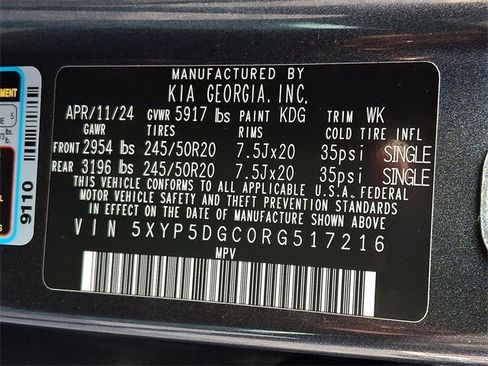 MANUFACTURED BY
KIA GEORGIA, INC.
APR/11/24 GVWR 5917 lbs PAINT KDG TRIM WK
GAWR TIRES RIMS COLD TIRE INFL
FRONT 2954 lbs 245/50R20 7.5Jx20 35psi SINGLE
REAR 3196 lbs 245/50R20 7.5Jx20 35psi SINGLE
THIS VEHICLE CONFORMS TO ALL APPLICABLE U.S.A. FEDERAL
MOTOR VEHICLE SAFETY AND THEFT PREVENTION STANDARDS
IN EFFECT ON THE DATE OF MANUFACTURE SHOWN ABOVE.
VIN 5XYP5DGC0RG517216
MPV
9110